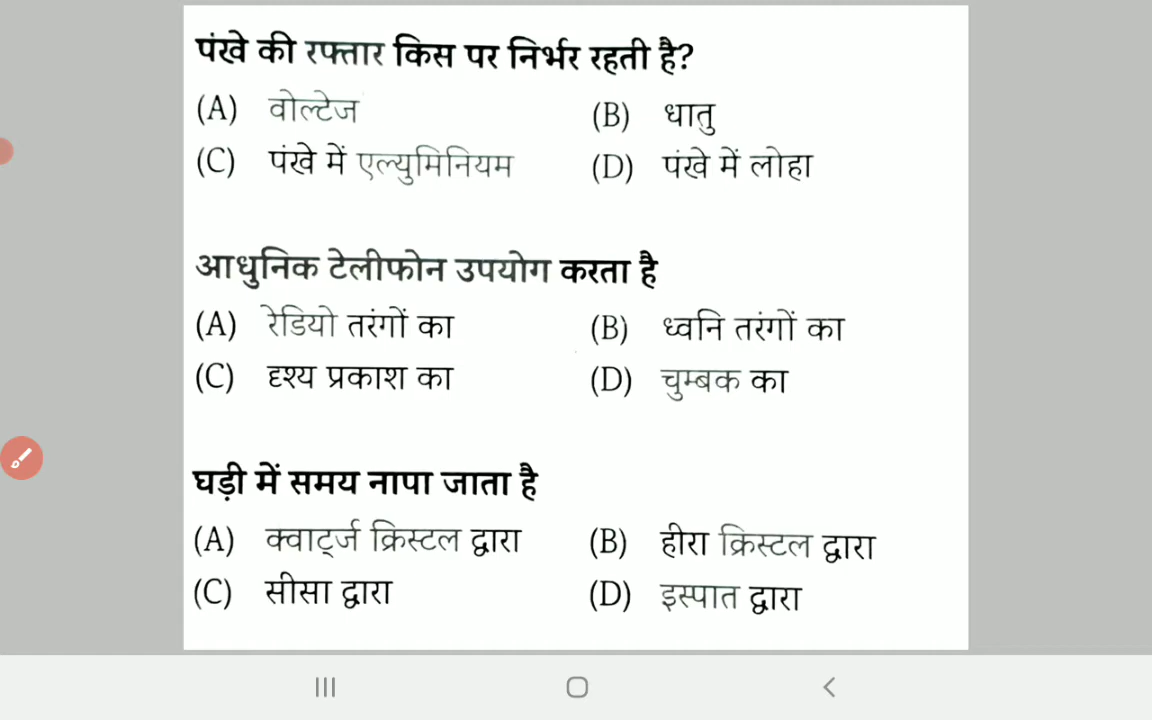 पंखे की रफ्तार किस पर निर्भर रहती है?
(A) वोल्टेज (B) धातु
(C) पंखे में एल्युमिनियम (D) पंखे में लोहा
आधुनिक टेलीफोन उपयोग करता है
(A) रेडियो तरंगों का (B) ध्वनि तरंगों का
(C) दृश्य प्रकाश का (D) चुम्बक का
घड़ी में समय नापा जाता है
(A) क्वार्ट्ज क्रिस्टल द्वारा (B) हीरा क्रिस्टल द्वारा
(C) सीसा द्वारा (D) इस्पात द्वारा